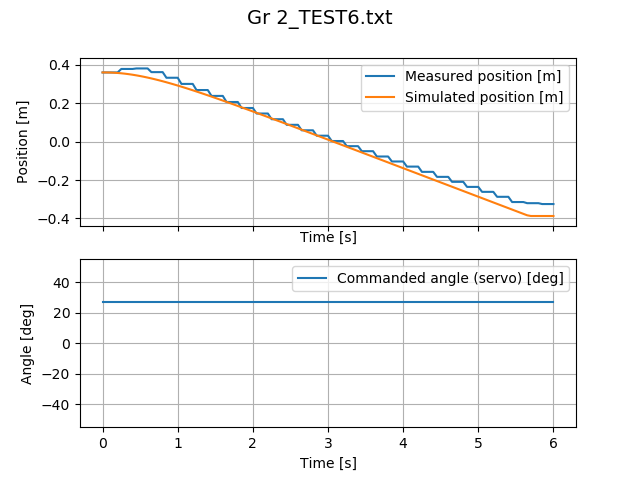 Gr 2_TEST6.txt
0.4
0.2
0.0
−0.2
−0.4
Position [m]
Measured position [m]
Simulated position [m]
Time [s]
40
20
0
−20
−40
Angle [deg]
Commanded angle (servo) [deg]
0 1 2 3 4 5 6
Time [s]